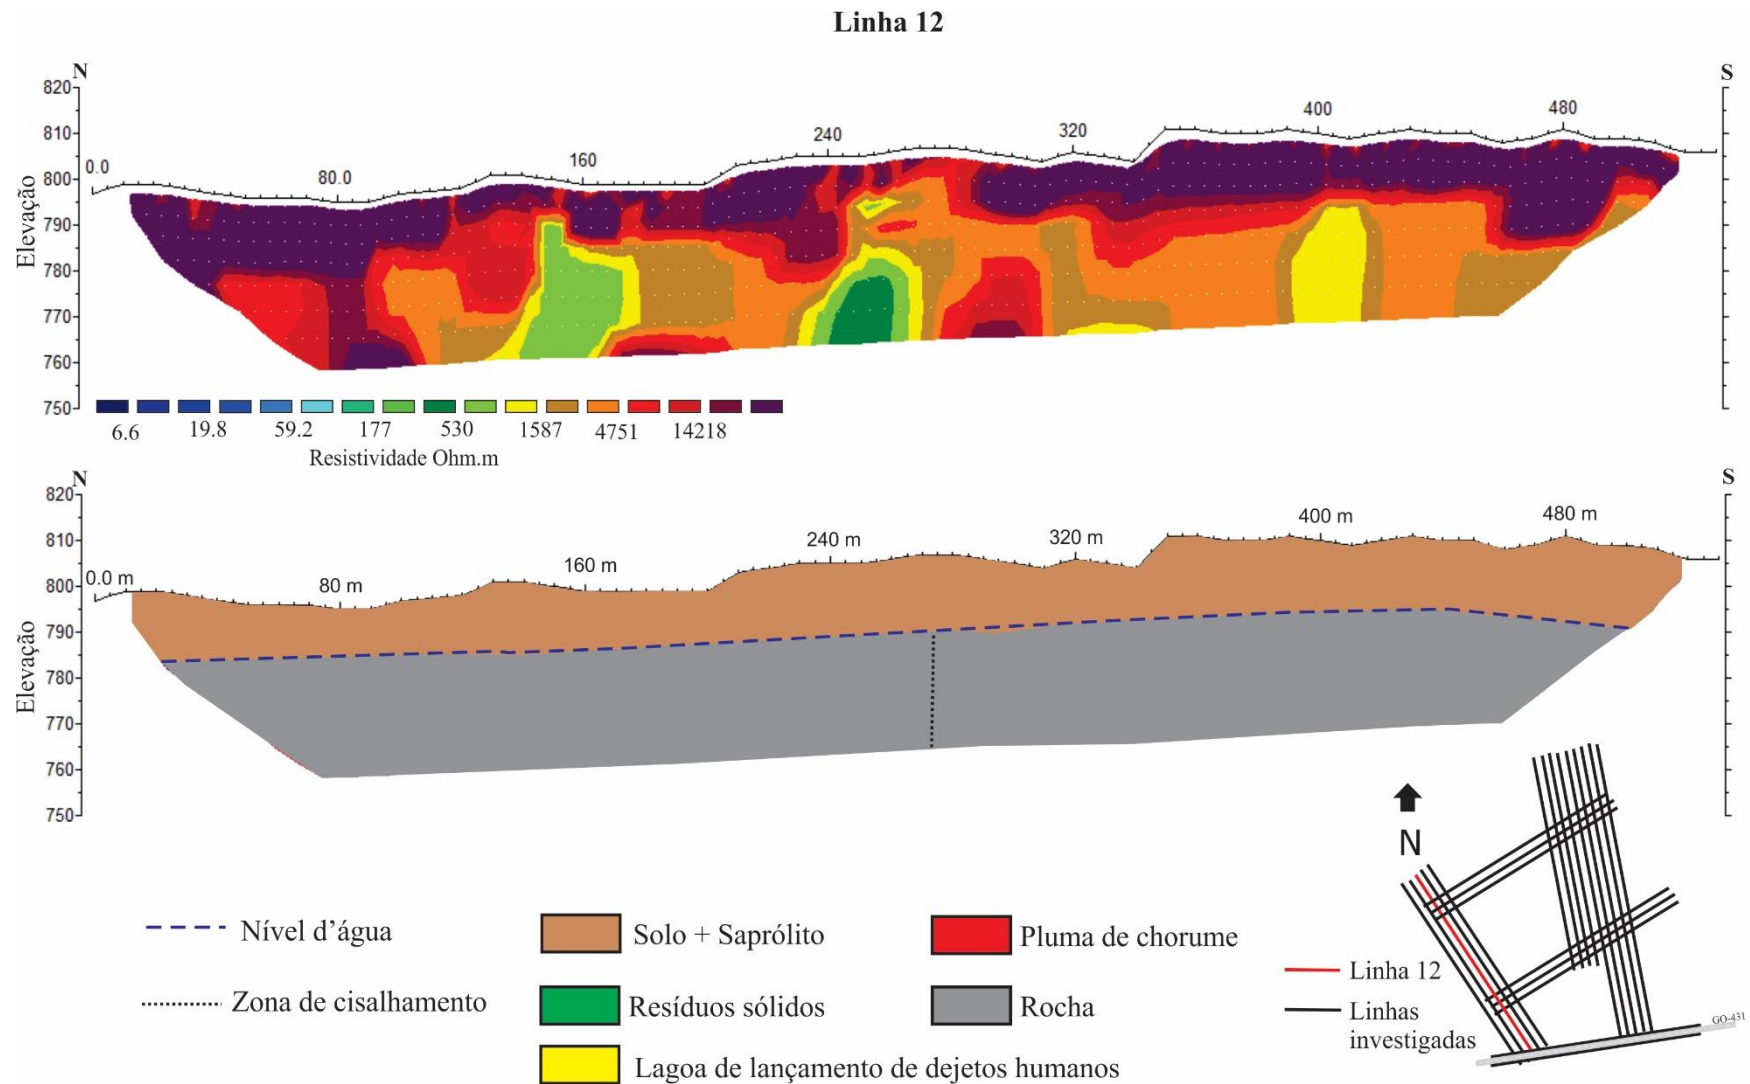 Linha 12
N
S
820
810
800
790
780
770
760
750
Elevação
0.0
80.0
160
240
320
400
480
6.6
19.8
59.2
177
530
1587
4751
14218
Resistividade Ohm.m
N
S
820
810
800
790
780
770
760
750
Elevação
0.0 m
80 m
160 m
240 m
320 m
400 m
480 m
Nível d’água
Zona de cisalhamento
Solo + Saprólito
Resíduos sólidos
Lagoa de lançamento de dejetos humanos
Pluma de chorume
Rocha
N
Linha 12
Linhas
investigadas
GO-431